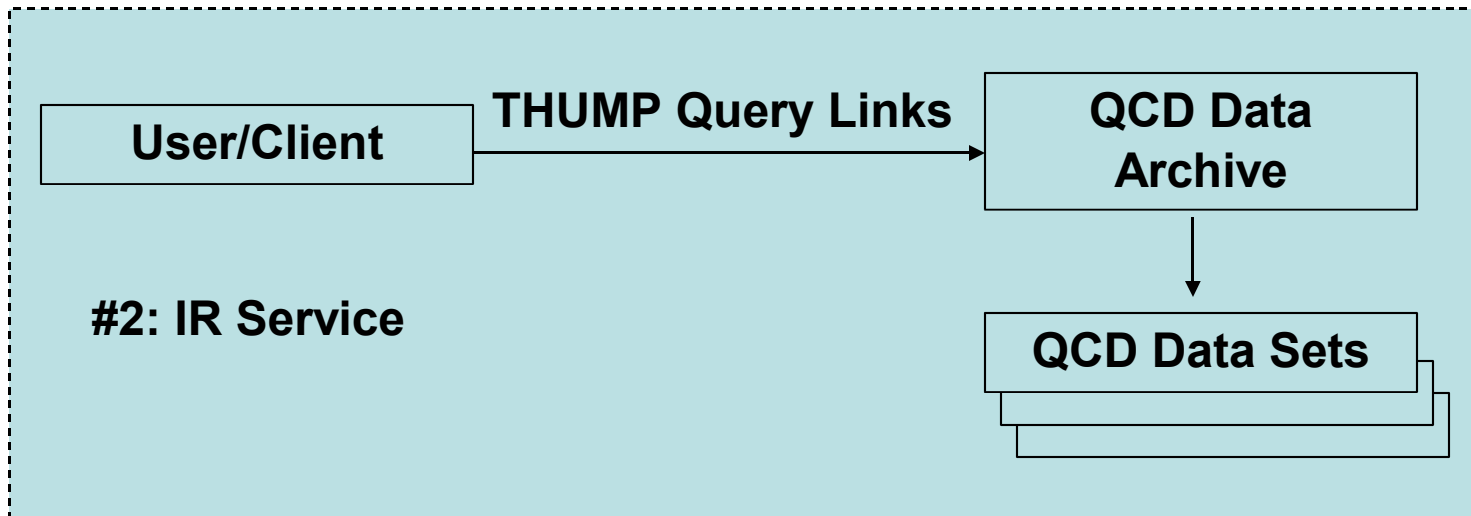 User/Client
THUMP Query Links
QCD Data
Archive
#2: IR Service
QCD Data Sets